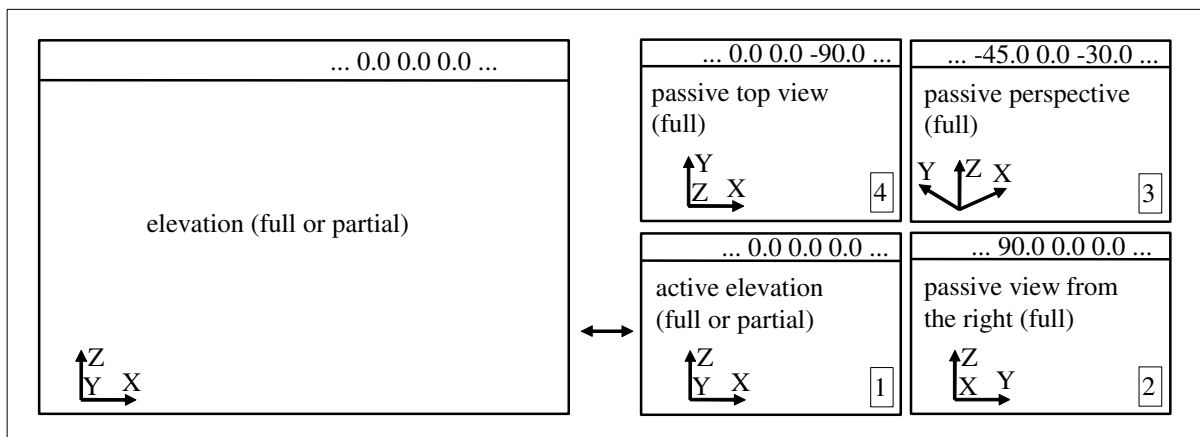 ... 0.0 0.0 0.0 ...
elevation (full or partial)
Z
Y X
... 0.0 0.0 -90.0 ...
passive top view
(full)
Y
Z X
4
... -45.0 0.0 -30.0 ...
passive perspective
(full)
Y Z X
3
... 0.0 0.0 0.0 ...
active elevation
(full or partial)
Z
Y X
1
... 90.0 0.0 0.0 ...
passive view from
the right (full)
Z
X Y
2